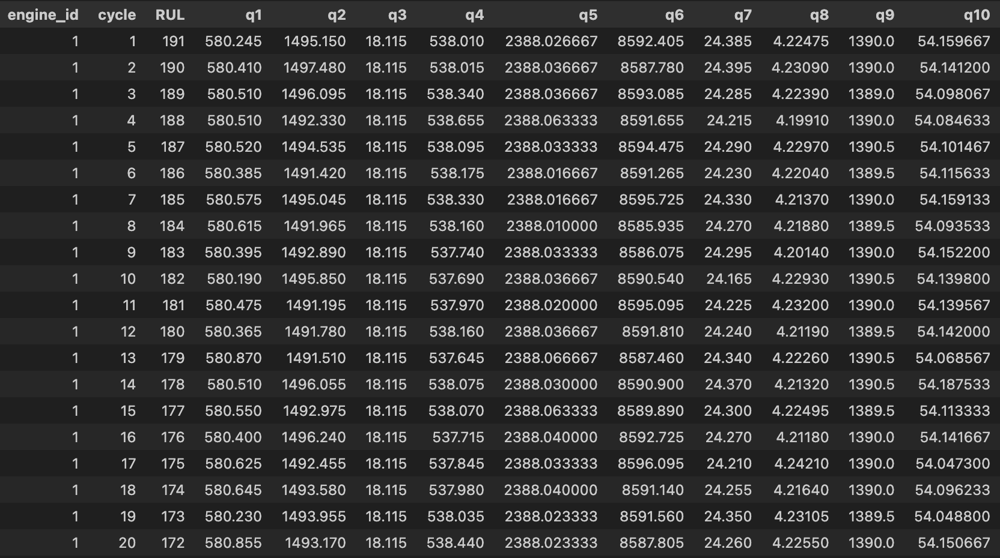 engine_id cycle RUL q1 q2 q3 q4 q5 q6 q7 q8 q9 q10
1 1 191 580.245 1495.150 18.115 538.010 2388.026667 8592.405 24.385 4.22475 1390.0 54.159667
1 2 190 580.410 1497.480 18.115 538.015 2388.036667 8587.780 24.395 4.23090 1390.0 54.141200
1 3 189 580.510 1496.095 18.115 538.340 2388.036667 8593.085 24.285 4.22390 1389.0 54.098067
1 4 188 580.510 1492.330 18.115 538.655 2388.063333 8591.655 24.215 4.19910 1390.0 54.084633
1 5 187 580.520 1494.535 18.115 538.095 2388.033333 8594.475 24.290 4.22970 1390.5 54.101467
1 6 186 580.385 1491.420 18.115 538.175 2388.016667 8591.265 24.230 4.22040 1389.5 54.115633
1 7 185 580.575 1495.045 18.115 538.330 2388.016667 8595.725 24.330 4.21370 1390.0 54.159133
1 8 184 580.615 1491.965 18.115 538.160 2388.010000 8585.935 24.270 4.21880 1389.5 54.093533
1 9 183 580.395 1492.890 18.115 537.740 2388.033333 8586.075 24.295 4.20140 1390.0 54.152200
1 10 182 580.190 1495.850 18.115 537.690 2388.036667 8590.540 24.165 4.22930 1390.5 54.139800
1 11 181 580.475 1491.195 18.115 537.970 2388.020000 8595.095 24.225 4.23200 1390.0 54.139567
1 12 180 580.365 1491.780 18.115 538.160 2388.036667 8591.810 24.240 4.21190 1389.5 54.142000
1 13 179 580.870 1491.510 18.115 537.645 2388.066667 8587.460 24.340 4.22260 1390.5 54.068567
1 14 178 580.510 1496.055 18.115 538.075 2388.030000 8590.900 24.370 4.21320 1390.5 54.187533
1 15 177 580.550 1492.975 18.115 538.070 2388.063333 8589.890 24.300 4.22495 1389.5 54.113333
1 16 176 580.400 1496.240 18.115 537.715 2388.040000 8592.725 24.270 4.21180 1390.0 54.141667
1 17 175 580.625 1492.455 18.115 537.845 2388.033333 8596.095 24.210 4.24210 1390.0 54.047300
1 18 174 580.645 1493.580 18.115 537.980 2388.040000 8591.140 24.255 4.21640 1390.0 54.096233
1 19 173 580.230 1493.955 18.115 538.035 2388.023333 8591.560 24.350 4.23105 1389.5 54.048800
1 20 172 580.855 1493.170 18.115 538.440 2388.023333 8587.805 24.260 4.22550 1390.0 54.150667